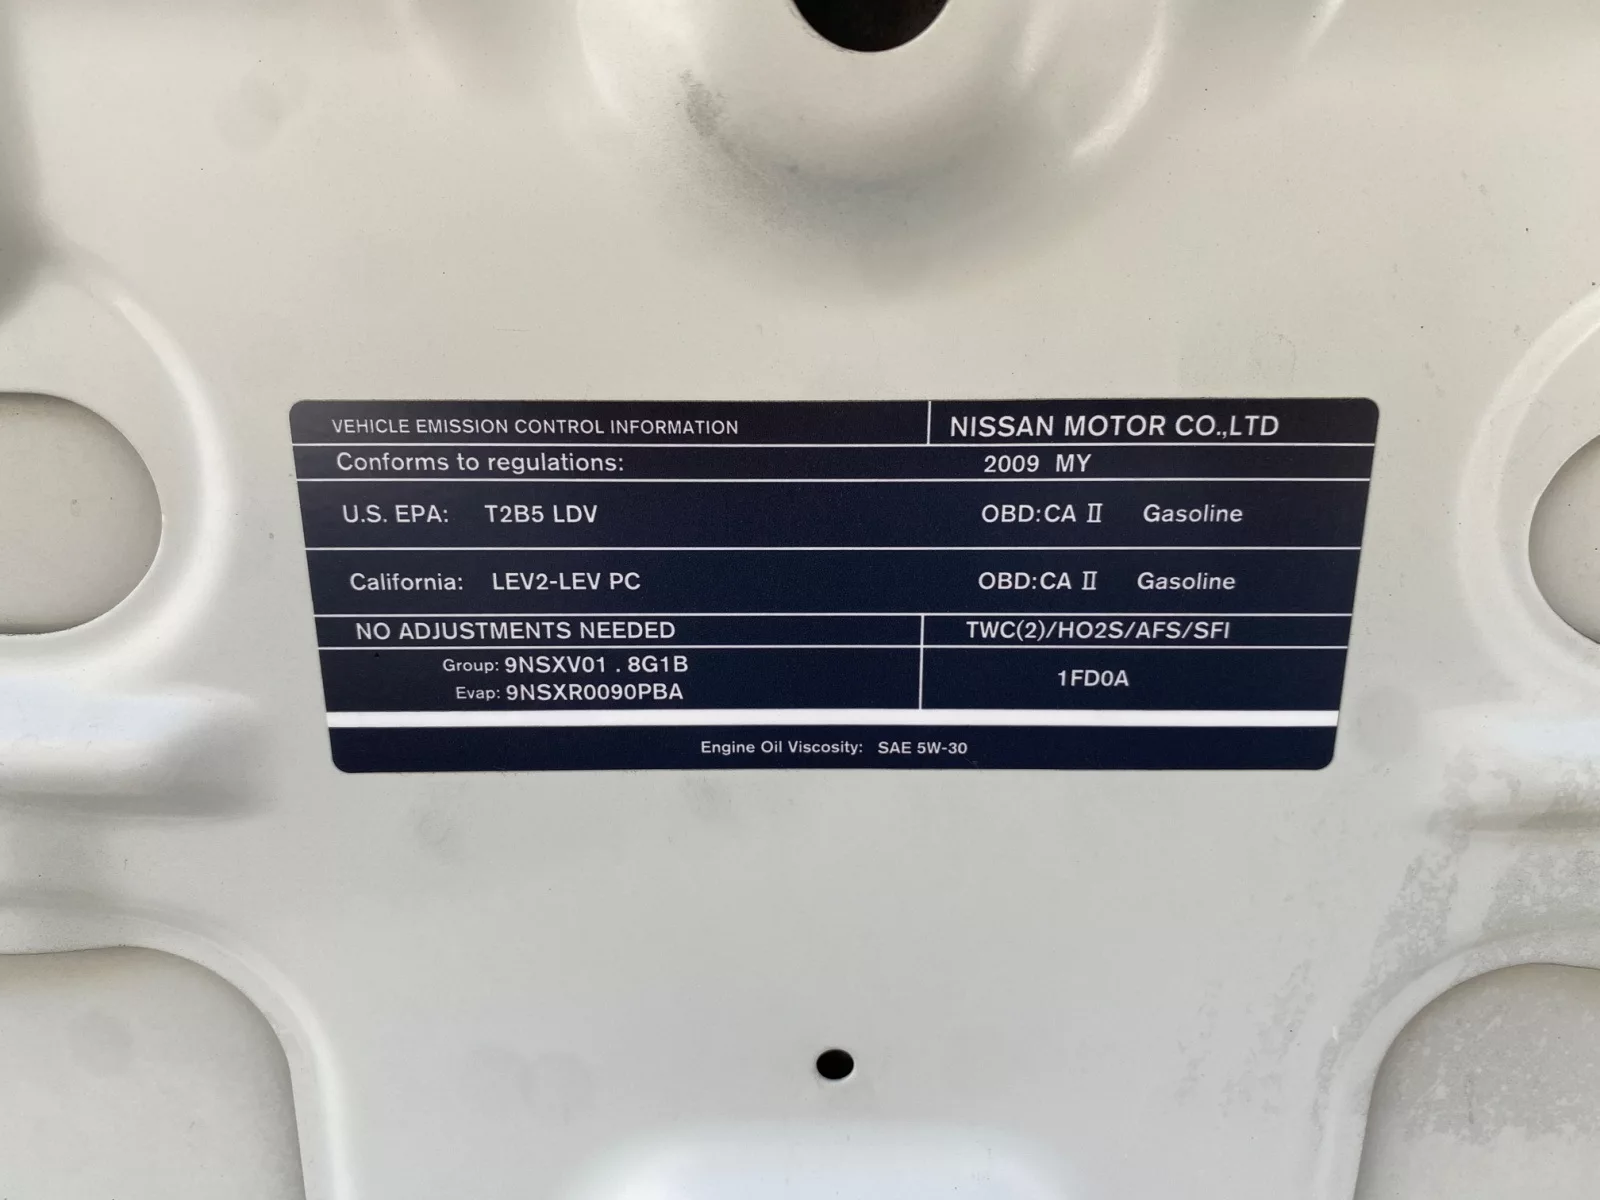 VEHICLE EMISSION CONTROL INFORMATION NISSAN MOTOR CO.,LTD
Conforms to regulations: 2009 MY
U.S. EPA: T2B5 LDV OBD:CA II Gasoline
California: LEV2-LEV PC OBD:CA II Gasoline
NO ADJUSTMENTS NEEDED TWC(2)/HO2S/AFS/SFI
Group: 9NSXV01 . 8G1B
1FD0A
Evap: 9NSXR0090PBA
Engine Oil Viscosity: SAE 5W-30